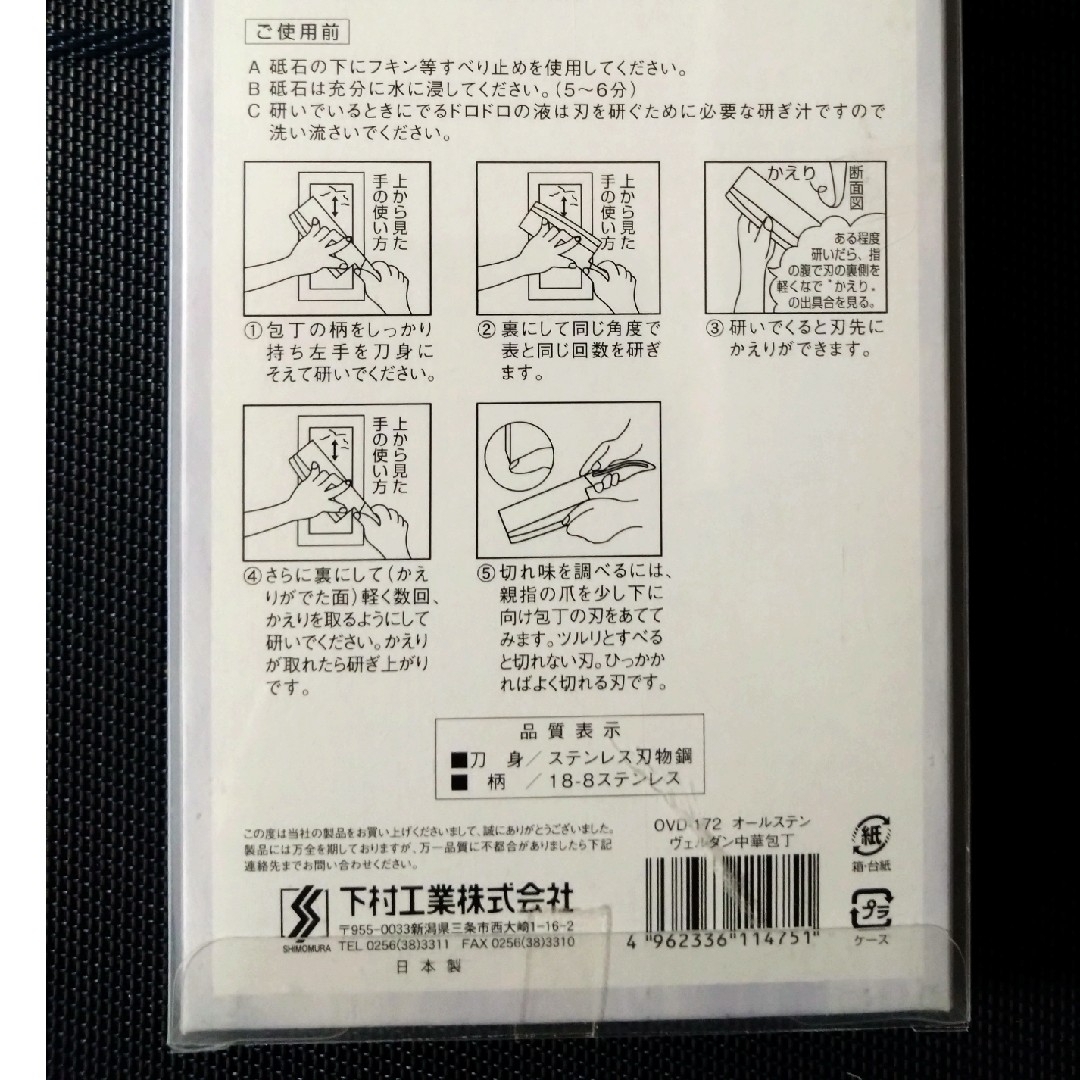 ご使用前
A 砥石の下にフキン等すべり止めを使用してください。
B 砥石は充分に水に浸してください。(5〜6分)
C 研いでいるときにでるドロドロの液は刃を研ぐために必要な研ぎ汁ですので
洗い流さいでください。
上から見た
手の使い方
上から見た
手の使い方
かえり
断面図
ある程度
研いだら、指
の腹で刃の裏側を
軽くなで"かえり"
の出具合を見る。
①包丁の柄をしっかり
持ち左手を刀身に
そえて研いでください。
②裏にして同じ角度で
表と同じ回数を研ぎ
ます。
③研いでくると刃先に
かえりができます。
上から見た
手の使い方
④さらに裏にして(かえ
りがでた面)軽く数回、
かえりを取るようにして
研いでください。かえり
が取れたら研ぎ上がり
です。
⑤切れ味を調べるには、
親指の爪を少し下に
向け包丁の刃をあてて
みます。ツルリとすべる
と切れない刃。ひっかか
ればよく切れる刃です。
品質表示
■刀 身/ステンレス刃物鋼
■ 柄 /18-8ステンレス
この度は当社の製品をお買い上げくださいまして、誠にありがとうございました。
製品には万全を期しておりますが、万一品質に不都合がありましたら下記
連絡先までお問い合わせください。
SHIMOMURA
下村工業株式会社
〒955-0033新潟県三条市西大崎1-16-2
TEL 0256(38)3311 FAX 0256(38)3310
日本製
OVD-172 オールステン
ヴェルダン中華包丁
4 962336 114751
紙
箱・台紙
プラ
ケース